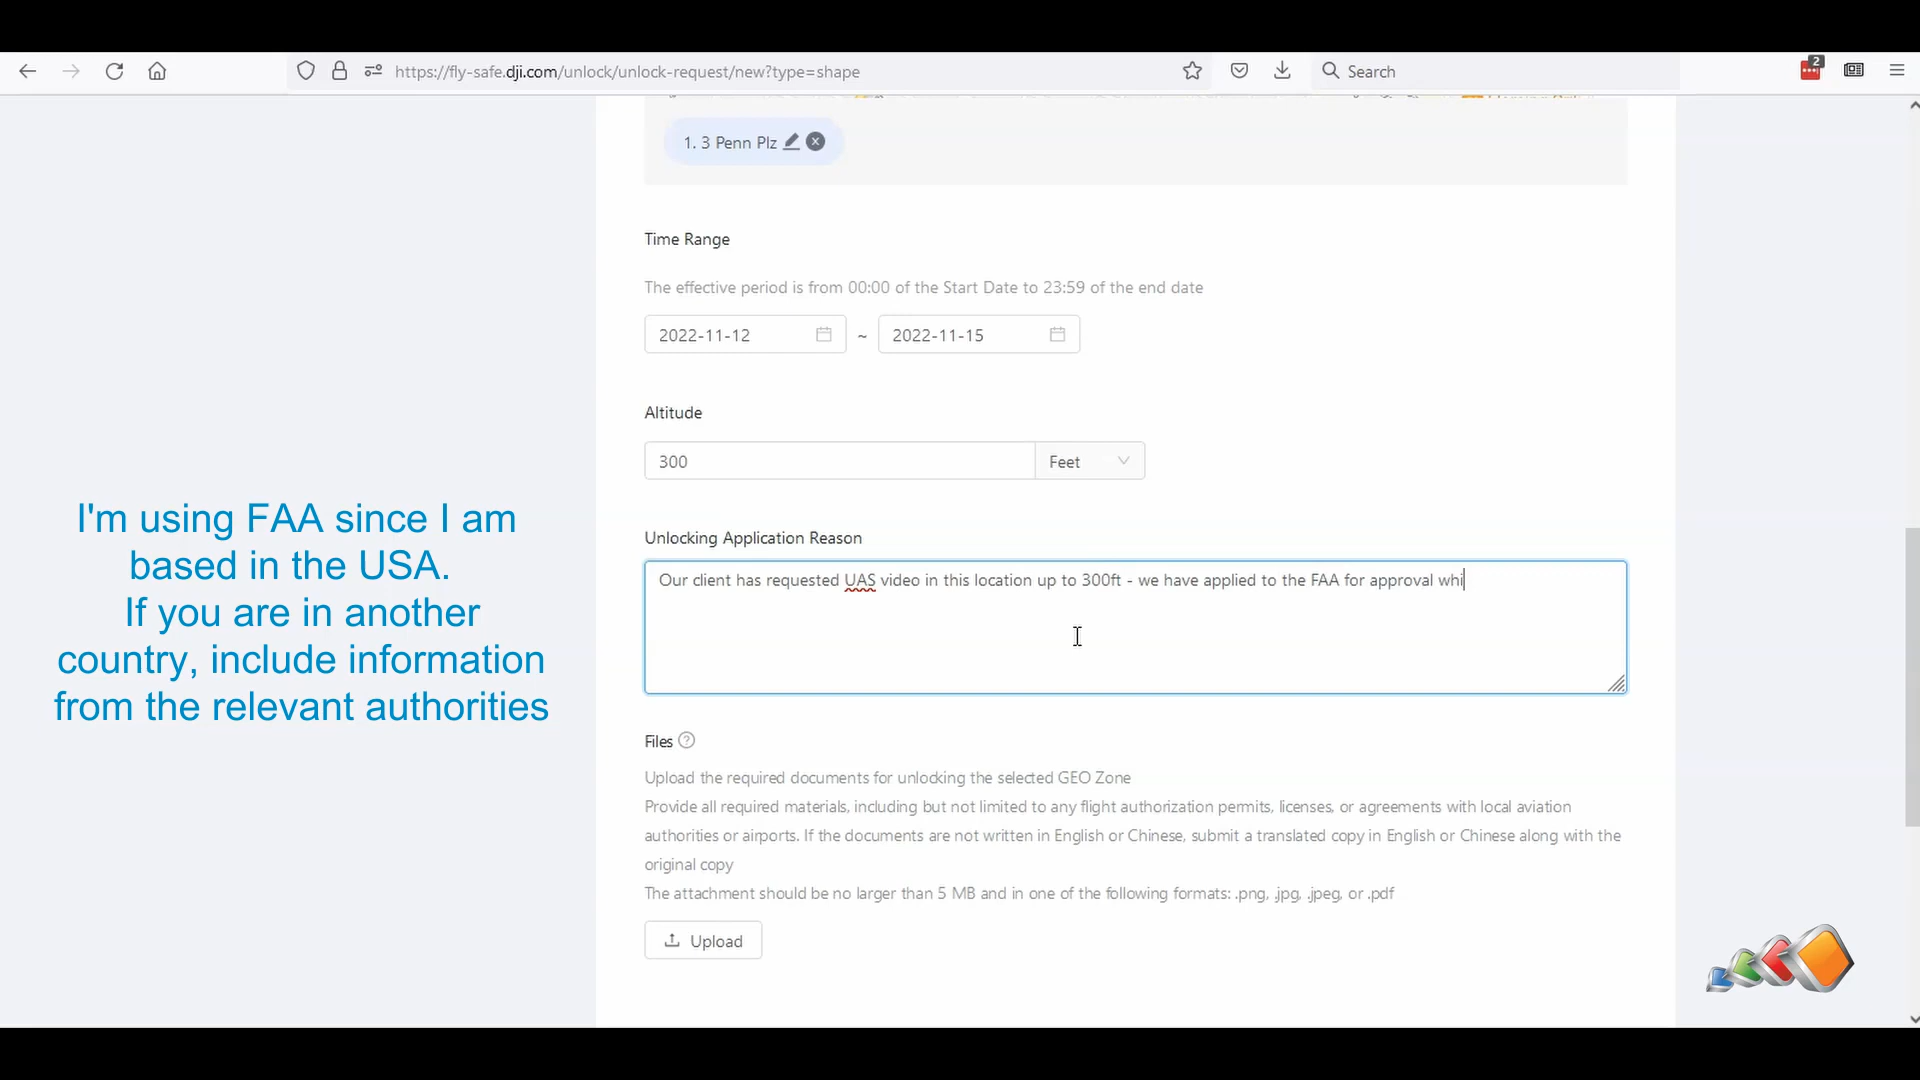 https://fly-safe.dji.com/unlock/unlock-request/new?type=shape
Search
2
1. 3 Penn Plz
Time Range
The effective period is from 00:00 of the Start Date to 23:59 of the end date
2022-11-12 ~ 2022-11-15
Altitude
300 Feet
I'm using FAA since I am
based in the USA.
If you are in another
country, include information
from the relevant authorities
Unlocking Application Reason
Our client has requested UAS video in this location up to 300ft - we have applied to the FAA for approval whi
Files ?
Upload the required documents for unlocking the selected GEO Zone
Provide all required materials, including but not limited to any flight authorization permits, licenses, or agreements with local aviation
authorities or airports. If the documents are not written in English or Chinese, submit a translated copy in English or Chinese along with the
original copy
The attachment should be no larger than 5 MB and in one of the following formats: .png, .jpg, .jpeg, or .pdf
Upload